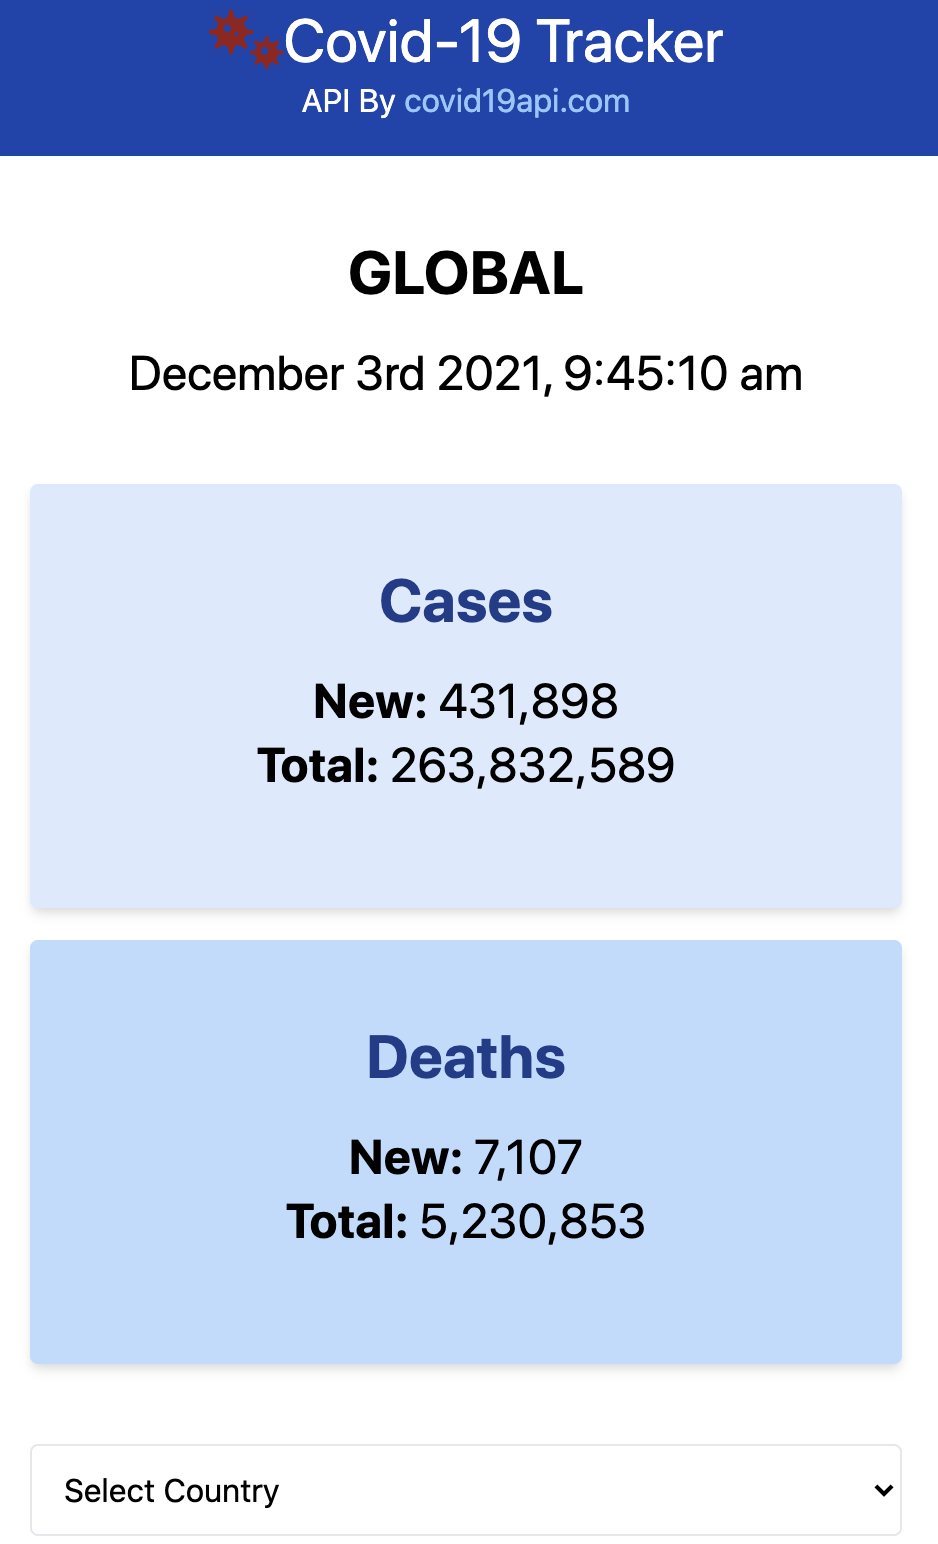 Covid-19 Tracker
API By covid19api.com
GLOBAL
December 3rd 2021, 9:45:10 am
Cases
New: 431,898
Total: 263,832,589
Deaths
New: 7,107
Total: 5,230,853
Select Country